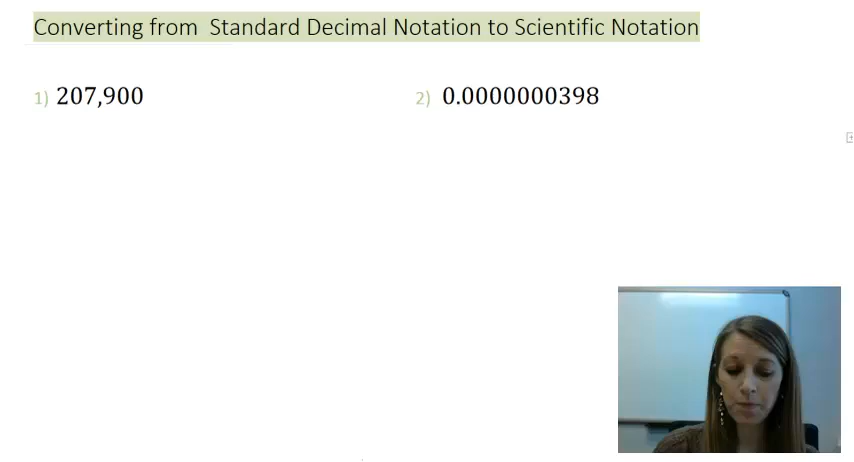 Converting from  Standard Decimal Notation to Scientific Notation
1) 207,900
2) 0.0000000398